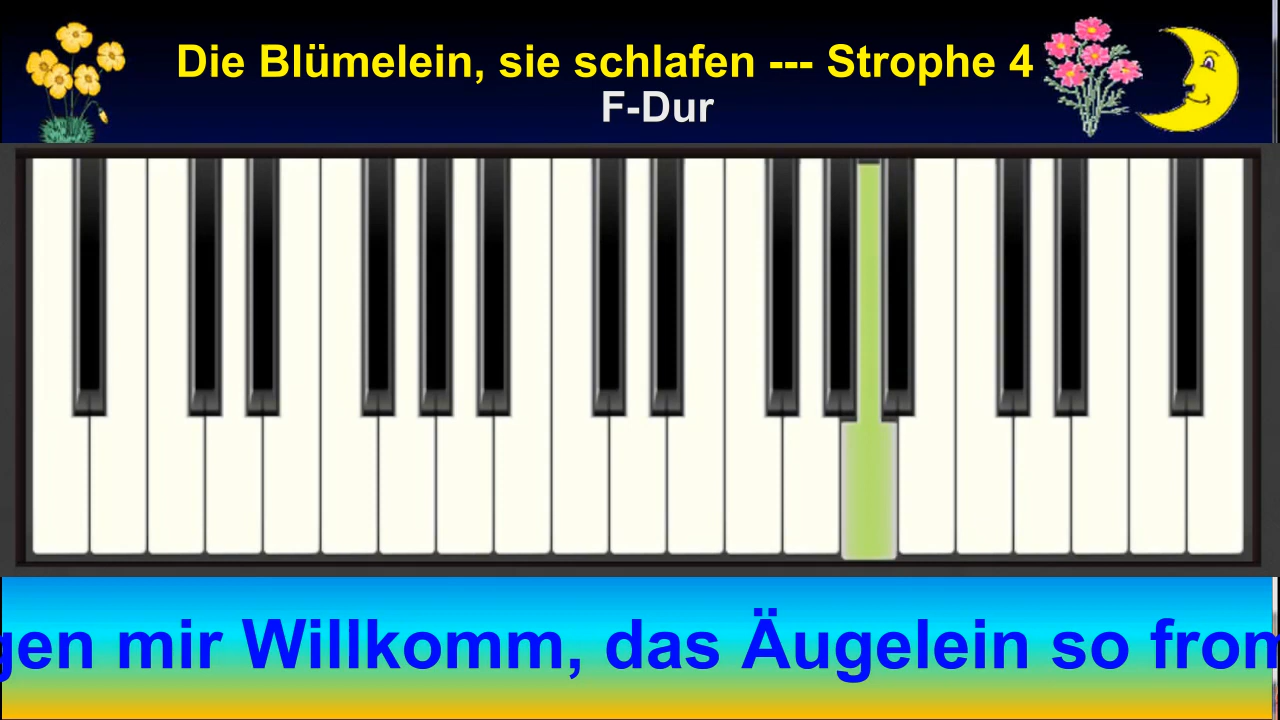 Die Blümelein, sie schlafen --- Strophe 4
F-Dur
gen mir Willkomm, das Äugelein so from